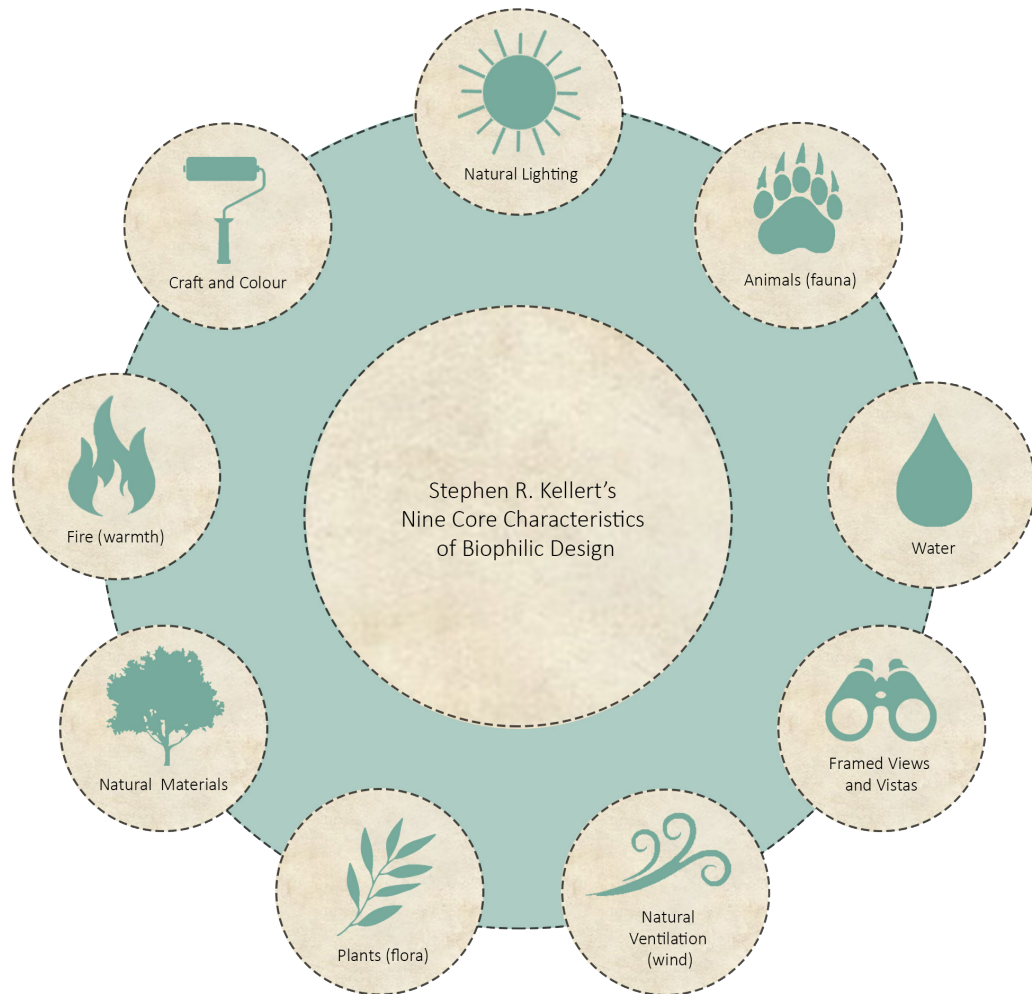 Natural Lighting
Animals (fauna)
Water
Framed Views
and Vistas
Natural
Ventilation
(wind)
Plants (flora)
Natural Materials
Fire (warmth)
Craft and Colour
Stephen R. Kellert’s
Nine Core Characteristics
of Biophilic Design